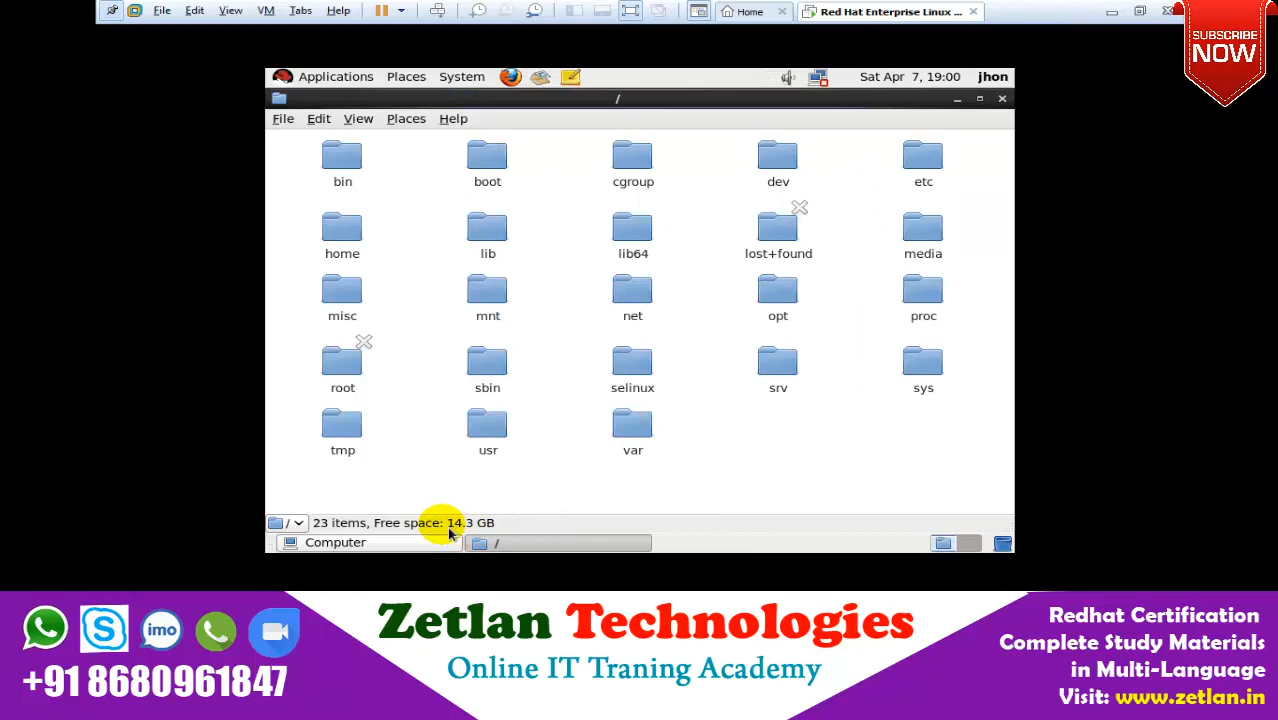 File Edit View VM Tabs Help
Home
Red Hat Enterprise Linux ...
SUBSCRIBE
NOW
Applications Places System
Sat Apr 7, 19:00 jhon
/
File Edit View Places Help
bin boot cgroup dev etc
home lib lib64 lost+found media
misc mnt net opt proc
root sbin selinux srv sys
tmp usr var
/ 23 items, Free space: 14.3 GB
Computer /
imo
+91 8680961847
Zetlan Technologies
Online IT Traning Academy
Redhat Certification
Complete Study Materials
in Multi-Language
Visit: www.zetlan.in